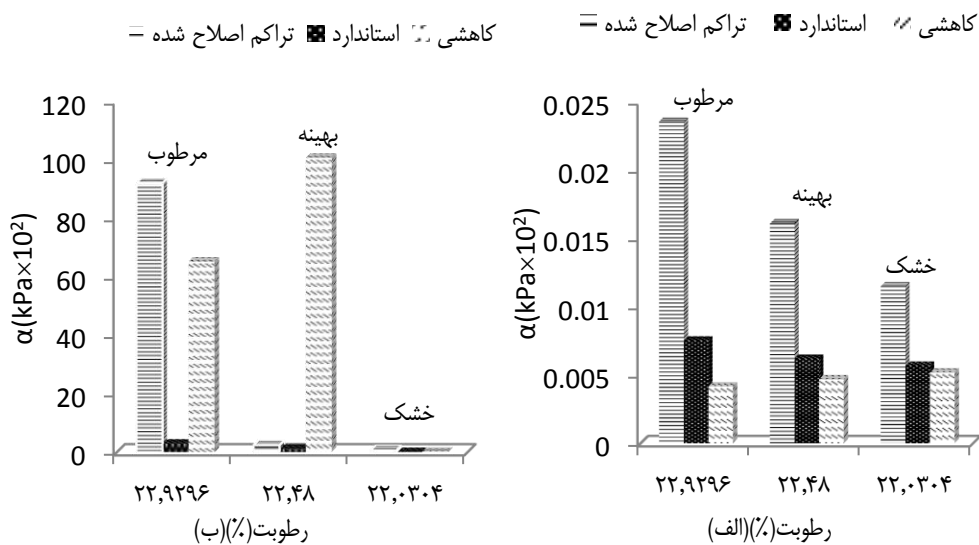 تراکم اصلاح شده استاندارد کاهشی
120
100
80
60
40
20
0
α(kPa×10²)
مرطوب
بهینه
خشک
۲۲,۹۲۹۶ ۲۲,۴۸ ۲۲,۰۳۰۴
رطوبت(%)(ب)
تراکم اصلاح شده استاندارد کاهشی
0.025
0.02
0.015
0.01
0.005
0
α(kPa×10²)
مرطوب
بهینه
خشک
۲۲,۹۲۹۶ ۲۲,۴۸ ۲۲,۰۳۰۴
رطوبت(%)(الف)